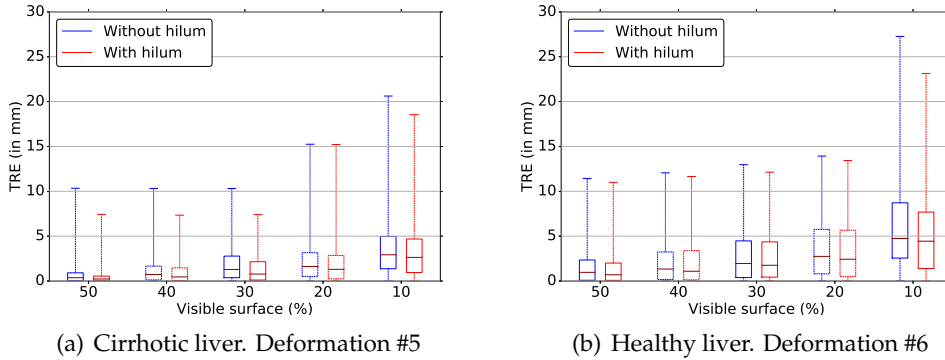 30
25
20
15
10
5
0
TRE (in mm)
Without hilum
With hilum
50 40 30 20 10
Visible surface (%)
(a) Cirrhotic liver. Deformation #5
30
25
20
15
10
5
0
TRE (in mm)
Without hilum
With hilum
50 40 30 20 10
Visible surface (%)
(b) Healthy liver. Deformation #6